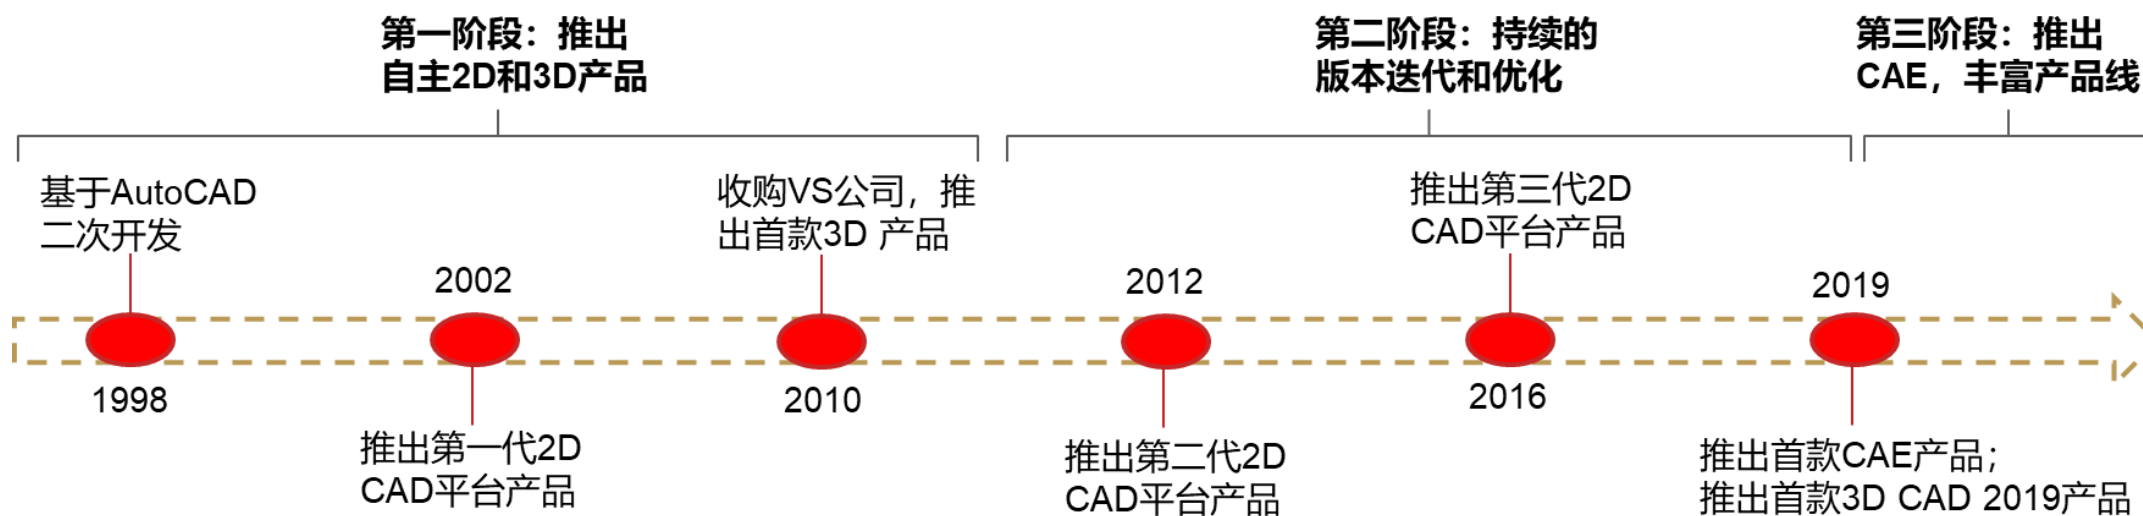 第一阶段：推出
自主2D和3D产品
第二阶段：持续的
版本迭代和优化
第三阶段：推出
CAE，丰富产品线
基于AutoCAD
二次开发
1998
2002
推出第一代2D
CAD平台产品
收购VS公司，推
出首款3D 产品
2010
2012
推出第二代2D
CAD平台产品
推出第三代2D
CAD平台产品
2016
2019
推出首款CAE产品；
推出首款3D CAD 2019产品